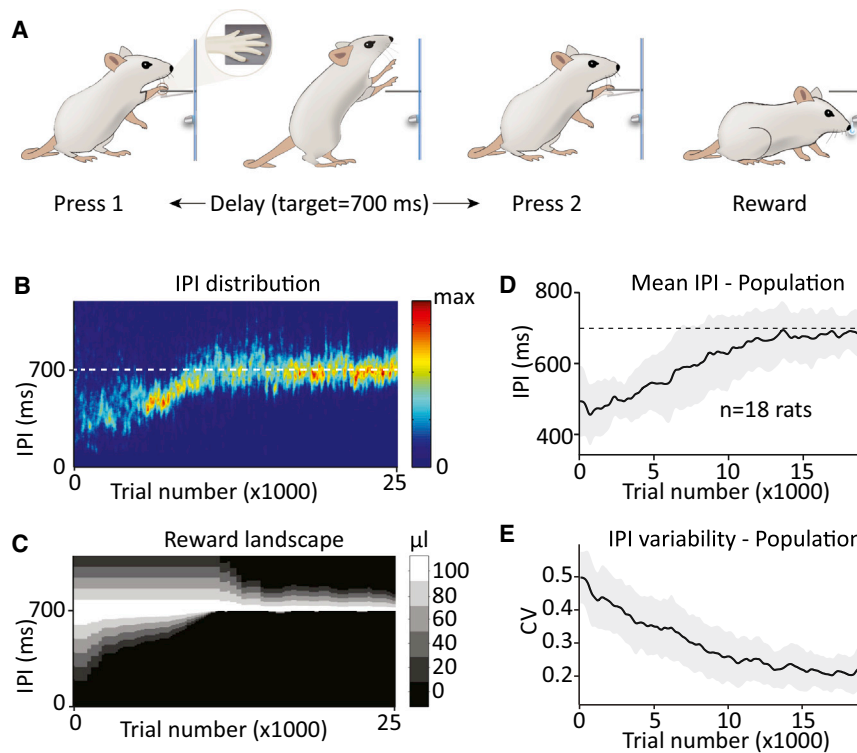 A
Press 1
Delay (target=700 ms)
Press 2
Reward
B
IPI distribution
max
700
0
IPI (ms)
0
0
25
Trial number (x1000)
C
Reward landscape
µl
100
80
60
40
20
0
700
0
IPI (ms)
0
25
Trial number (x1000)
D
Mean IPI - Population
800
600
400
IPI (ms)
n=18 rats
0
5
10
15
Trial number (x1000)
E
IPI variability - Population
0.5
0.4
0.3
0.2
CV
0
5
10
15
Trial number (x1000)